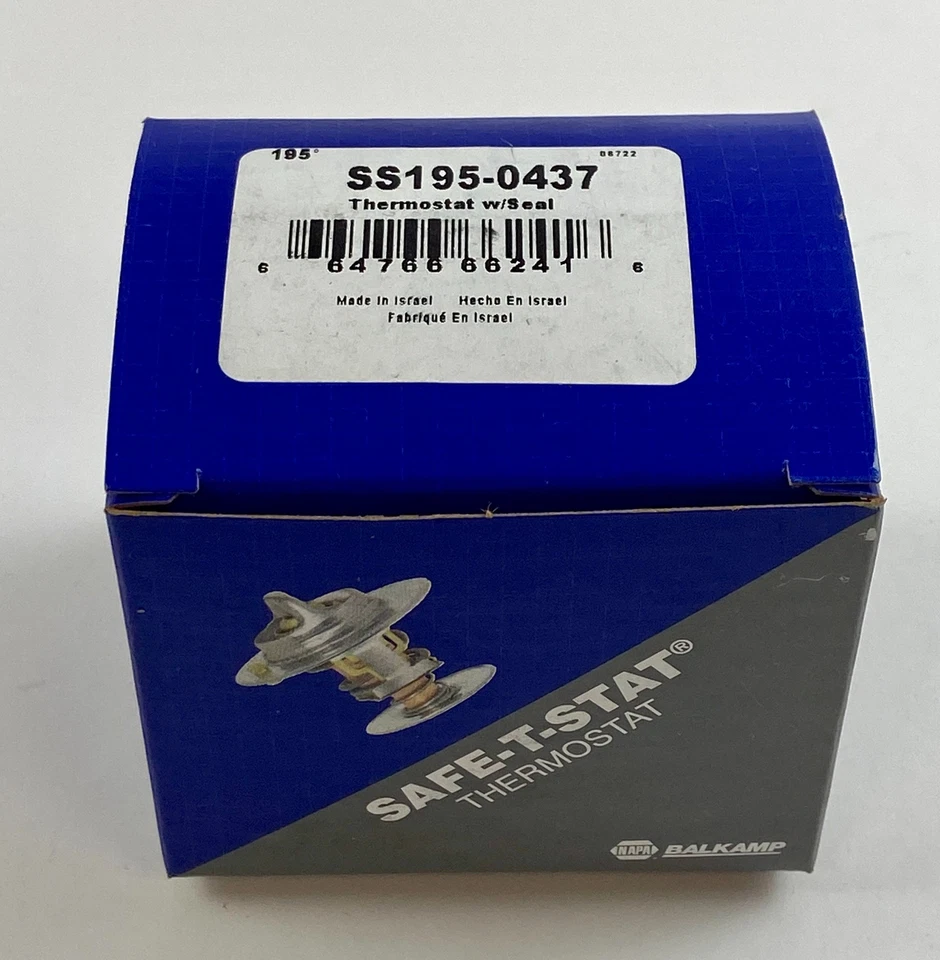 195° B6722
SS195-0437
Thermostat w/Seal
6 64766 66241 6
Made In Israel Hecho En Israel
Fabriqué En Israel
SAFE-T-STAT®
THERMOSTAT
NAPA BALKAMP